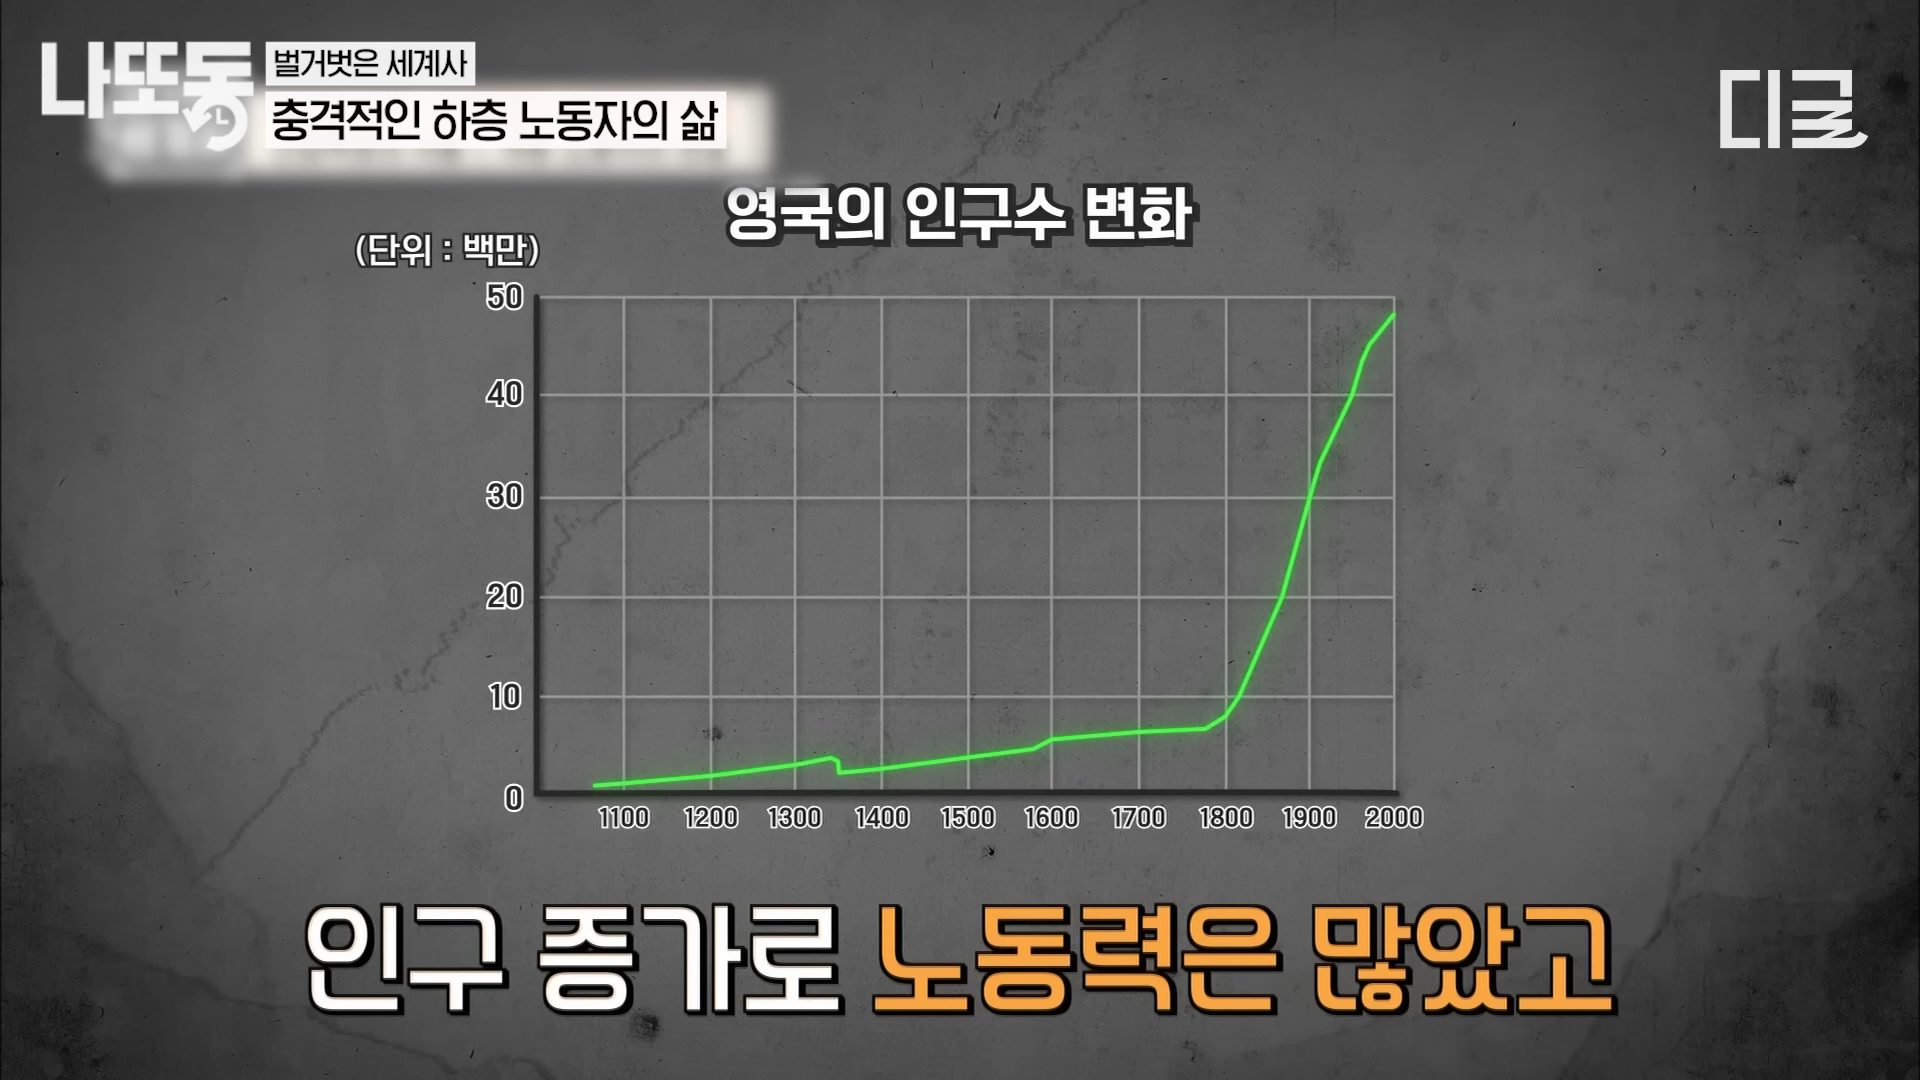 나또동
벌거벗은 세계사
충격적인 하층 노동자의 삶
디글
영국의 인구수 변화
(단위 : 백만)
50
40
30
20
10
0
1100 1200 1300 1400 1500 1600 1700 1800 1900 2000
인구 증가로 노동력은 많았고